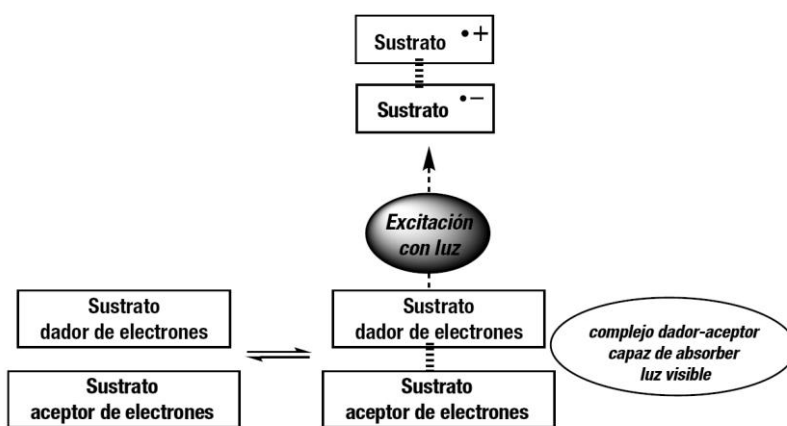 Sustrato •+
Sustrato •−
Excitación
con luz
Sustrato
dador de electrones
Sustrato
aceptor de electrones
Sustrato
dador de electrones
Sustrato
aceptor de electrones
complejo dador-aceptor
capaz de absorber
luz visible